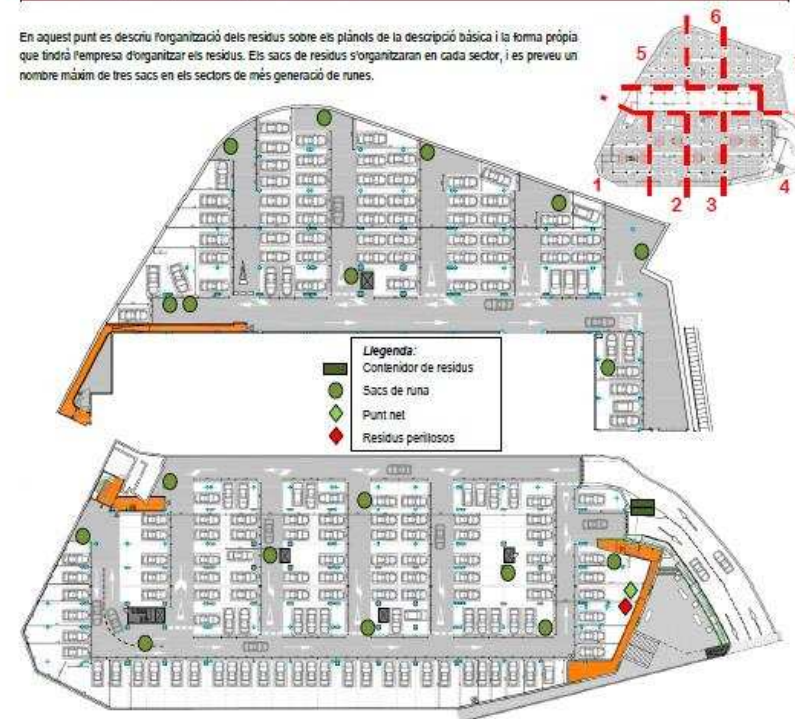 En aquest punt es descriu l'organització dels residus sobre els plànols de la descripció bàsica i la forma pròpia
que tindrà l'empresa d'organitzar els residus. Els sacs de residus s'organitzaran en cada sector, i es preveu un
nombre màxim de tres sacs en els sectors de més generació de runes.
6
5
*
1
2
3
4
Llegenda:
Contenidor de residus
Sacs de runa
Punt net
Residus perillosos